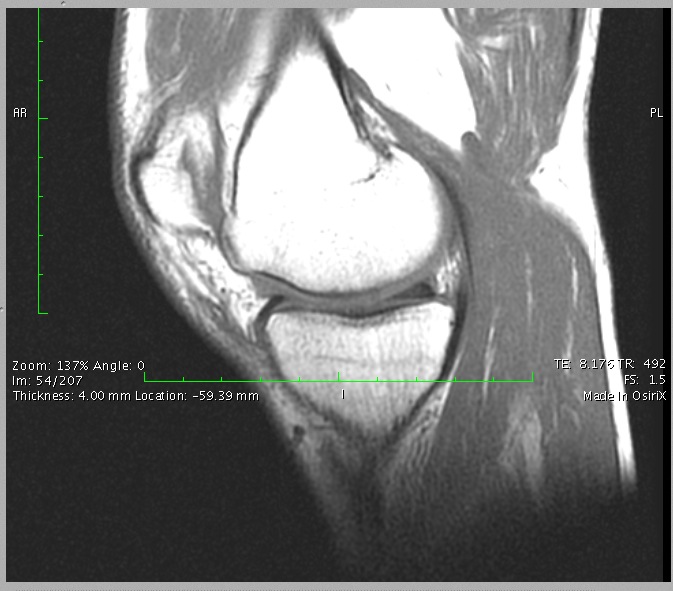 AR
PL
Zoom: 137% Angle: 0
Im: 54/207
Thickness: 4.00 mm Location: -59.39 mm
TE: 8.176 TR: 492
FS: 1.5
Made In OsiriX
I